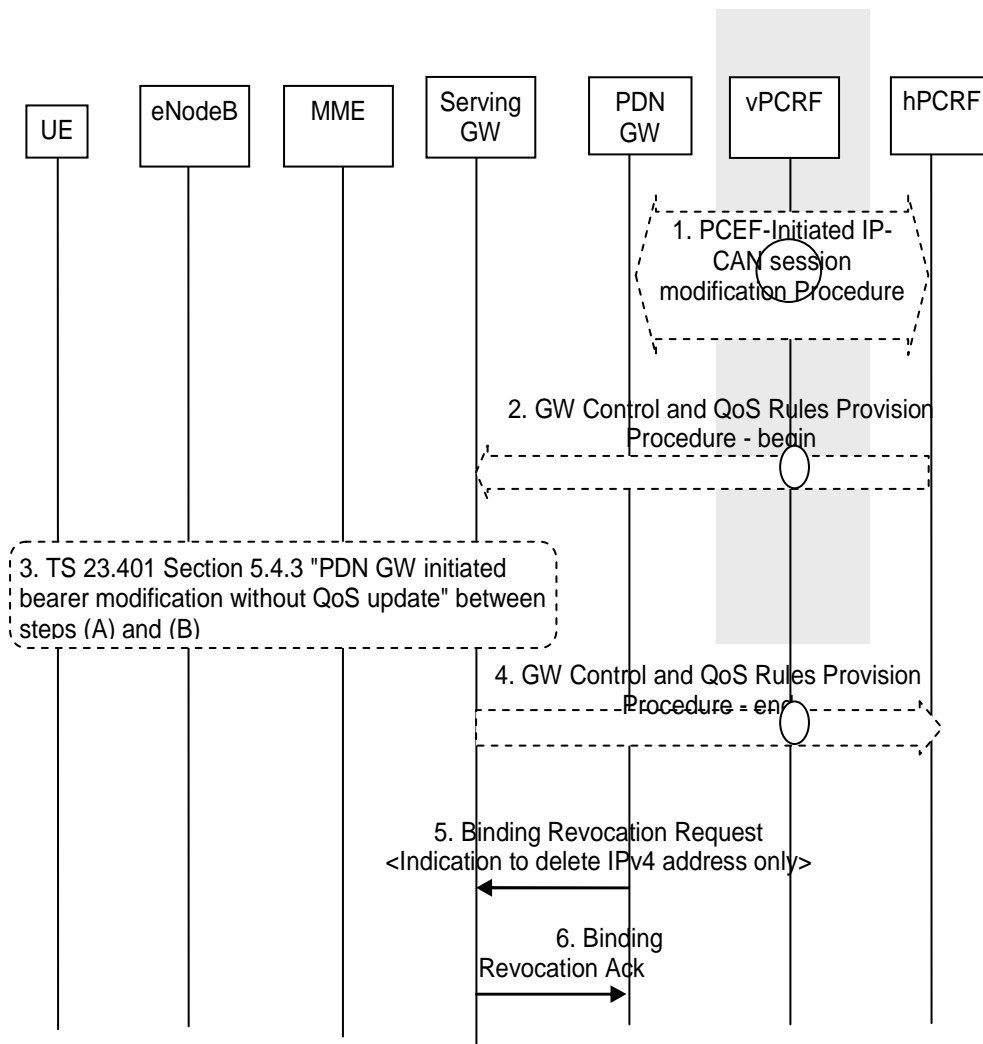 UE
eNodeB
MME
Serving
GW
PDN
GW
vPCRF
hPCRF
1. PCEF-Initiated IP-
CAN session
modification Procedure
2. GW Control and QoS Rules Provision
Procedure - begin
3. TS 23.401 Section 5.4.3 "PDN GW initiated
bearer modification without QoS update" between
steps (A) and (B)
4. GW Control and QoS Rules Provision
Procedure - end
5. Binding Revocation Request
<Indication to delete IPv4 address only>
6. Binding
Revocation Ack